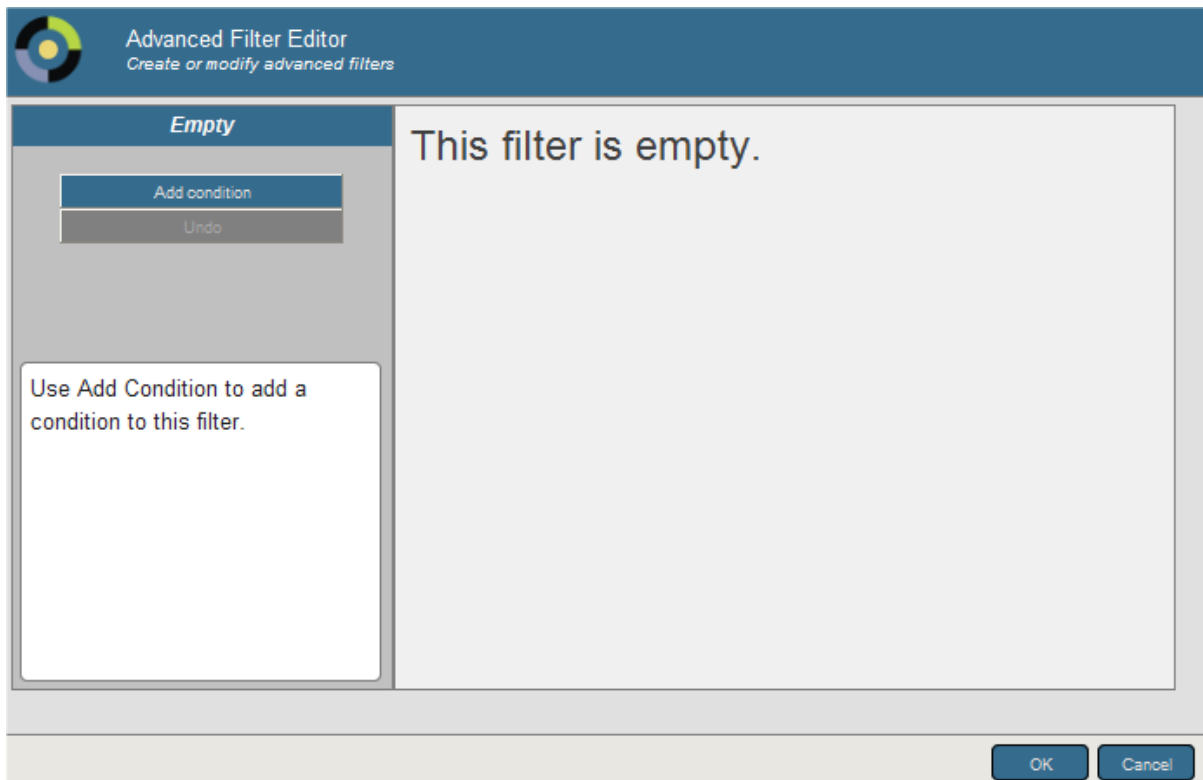 Advanced Filter Editor
Create or modify advanced filters
Empty
Add condition
Undo
Use Add Condition to add a
condition to this filter.
This filter is empty.
OK
Cancel